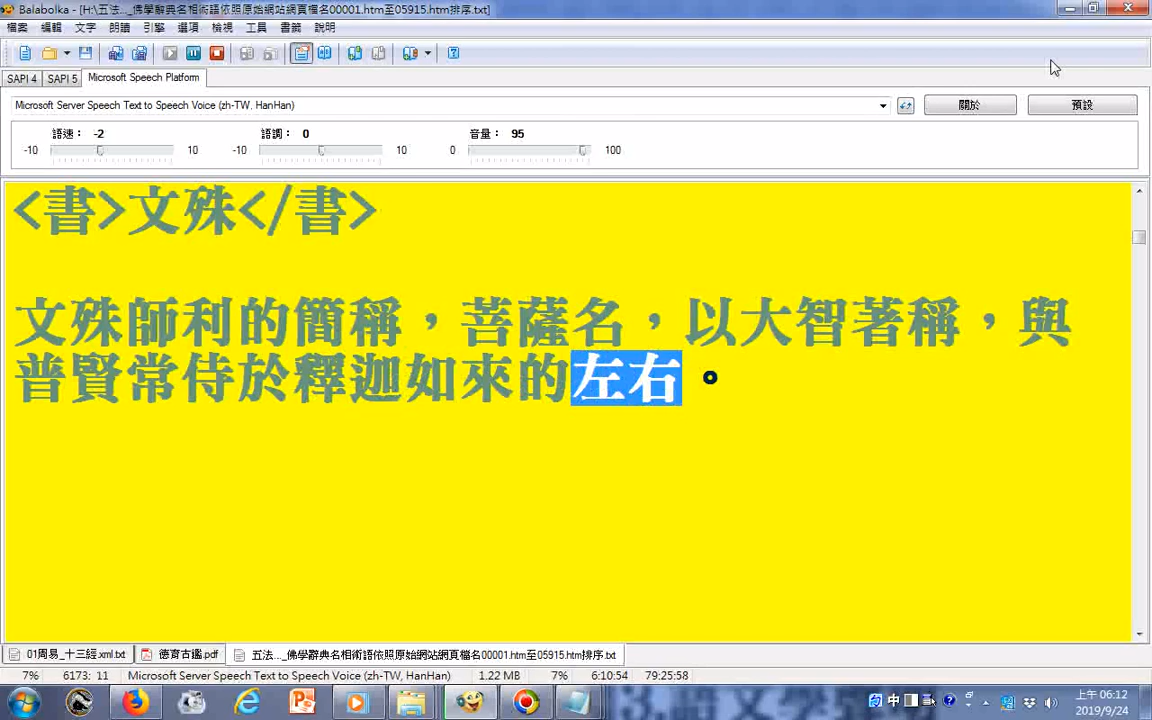 Balabolka - [H:\五法..._佛學辭典名相術語依照原始網站網頁檔名00001.htm至05915.htm排序.txt]
檔案 編輯 文字 朗讀 引擎 選項 檢視 工具 書籤 說明
SAPI 4 SAPI 5 Microsoft Speech Platform
Microsoft Server Speech Text to Speech Voice (zh-TW, HanHan) 關於 預設
語速： -2 語調： 0 音量： 95
-10 10 -10 10 0 100
<書>文殊</書>
文殊師利的簡稱，菩薩名，以大智著稱，與
普賢常侍於釋迦如來的左右。
01周易_十三經.xml.txt 德育古鑑.pdf 五法..._佛學辭典名相術語依照原始網站網頁檔名00001.htm至05915.htm排序.txt
7% 6173: 11 Microsoft Server Speech Text to Speech Voice (zh-TW, HanHan) 1.22 MB 7% 6:10:54 79:25:58
中 上午 06:12
2019/9/24